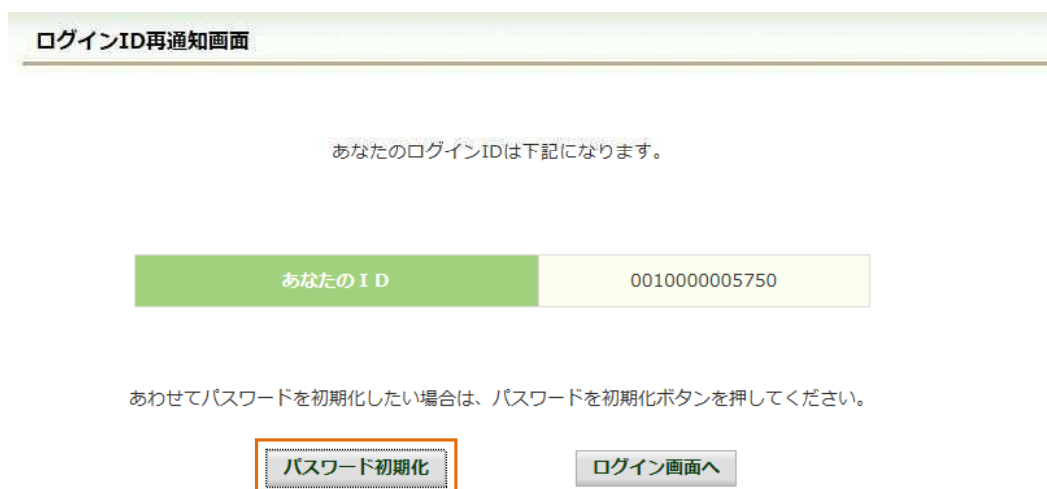 ログインID再通知画面
あなたのログインIDは下記になります。
あなたのＩＤ 0010000005750
あわせてパスワードを初期化したい場合は、パスワードを初期化ボタンを押してください。
パスワード初期化 ログイン画面へ